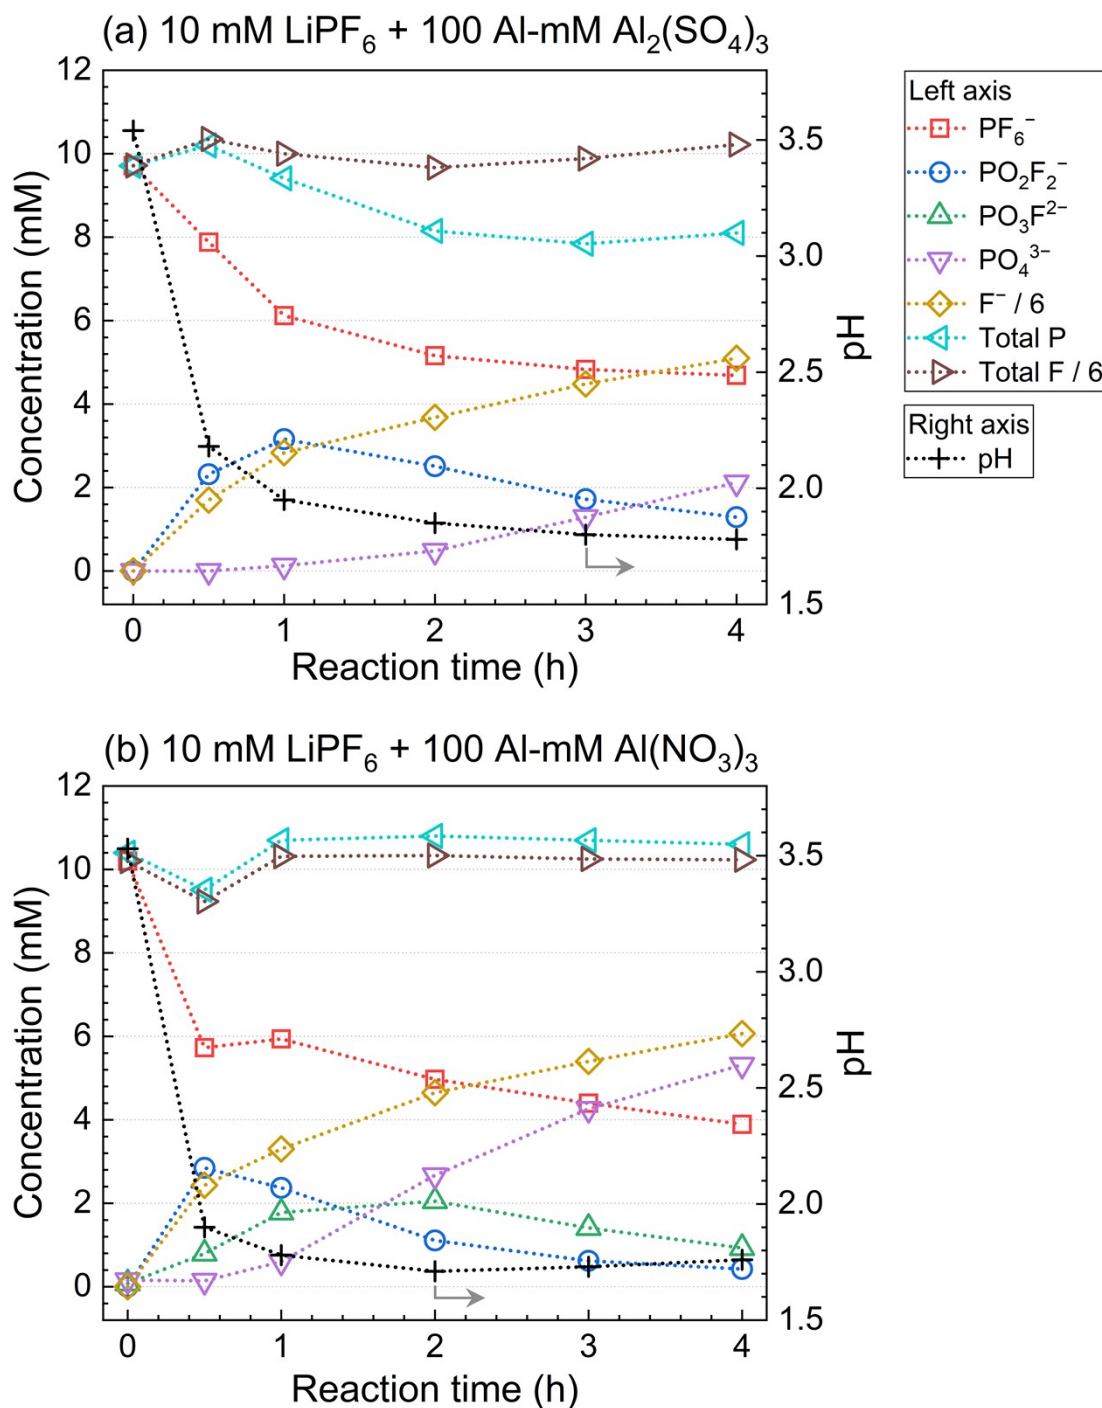 (a) 10 mM LiPF₆ + 100 Al-mM Al₂(SO₄)₃
12
10
8
6
4
2
0
Concentration (mM)
3.5
3.0
2.5
2.0
1.5
pH
0 1 2 3 4
Reaction time (h)
Left axis
PF₆⁻
PO₂F₂⁻
PO₃F²⁻
PO₄³⁻
F⁻ / 6
Total P
Total F / 6
Right axis
pH
(b) 10 mM LiPF₆ + 100 Al-mM Al(NO₃)₃
12
10
8
6
4
2
0
Concentration (mM)
3.5
3.0
2.5
2.0
1.5
pH
0 1 2 3 4
Reaction time (h)